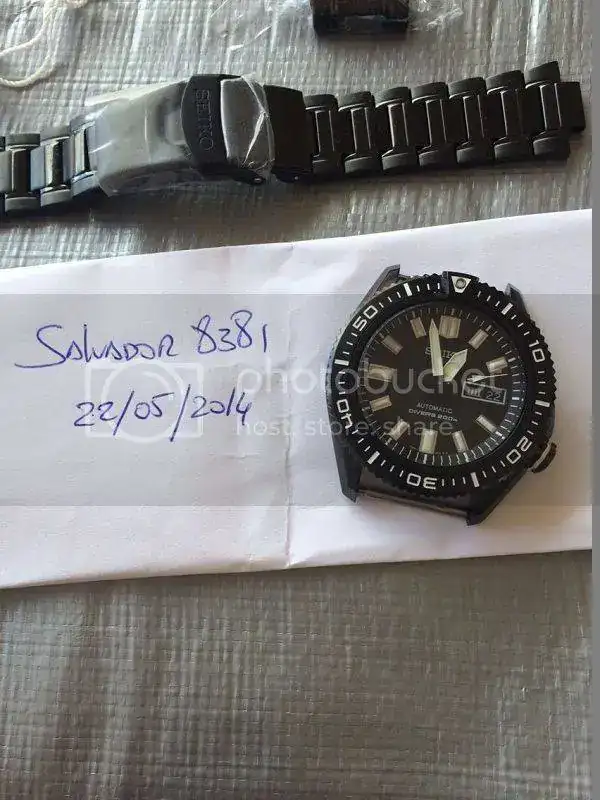 SEIKO
Salvador 8381
22/05/2014
50
10
40
20
30
SEIKO
AUTOMATIC
DIVER'S 200m
22
photobucket
host. store. share